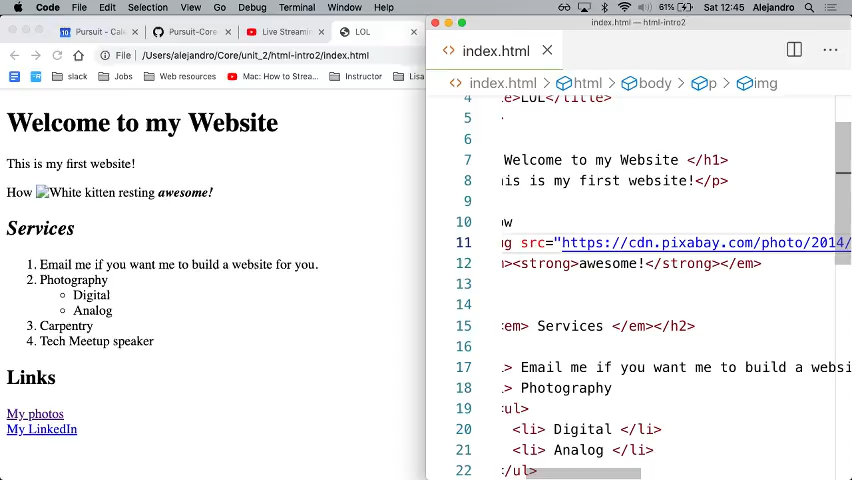 Code File Edit Selection View Go Debug Terminal Window Help 61% Sat 12:45 Alejandro
Pursuit - Cale
Pursuit-Core
Live Streamin
LOL
File /Users/alejandro/Core/unit_2/html-intro2/index.html
slack Jobs Web resources Mac: How to Strea... Instructor Lisa
Welcome to my Website
This is my first website!
How White kitten resting awesome!
Services
1. Email me if you want me to build a website for you.
2. Photography
Digital
Analog
3. Carpentry
4. Tech Meetup speaker
Links
My photos
My LinkedIn
index.html — html-intro2
index.html
index.html html body p img
4 >LOL</title>
5
6
7 Welcome to my Website </h1>
8 his is my first website!</p>
9
10 ow
11 g src="https://cdn.pixabay.com/photo/2014/
12 ><strong>awesome!</strong></em>
13
14
15 <em> Services </em></h2>
16
17 > Email me if you want me to build a websi
18 > Photography
19 ul>
20 <li> Digital </li>
21 <li> Analog </li>
22 </ul>